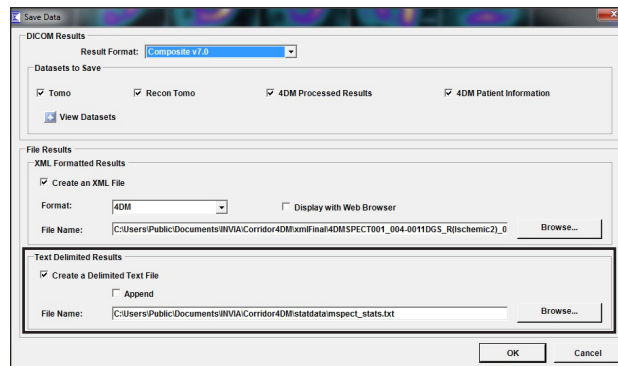 Save Data
DICOM Results
Result Format: Composite v7.0
Datasets to Save
Tomo Recon Tomo 4DM Processed Results 4DM Patient Information
View Datasets
File Results
XML Formatted Results
Create an XML File
Format: 4DM Display with Web Browser
File Name: C:\Users\Public\Documents\INVIA\Corridor4DM\xmlFinal\4DMSPECT001_004-0011DGS_R(Ischemic2)_0 Browse...
Text Delimited Results
Create a Delimited Text File
Append
File Name: C:\Users\Public\Documents\INVIA\Corridor4DM\statdata\mspect_stats.txt Browse...
OK Cancel